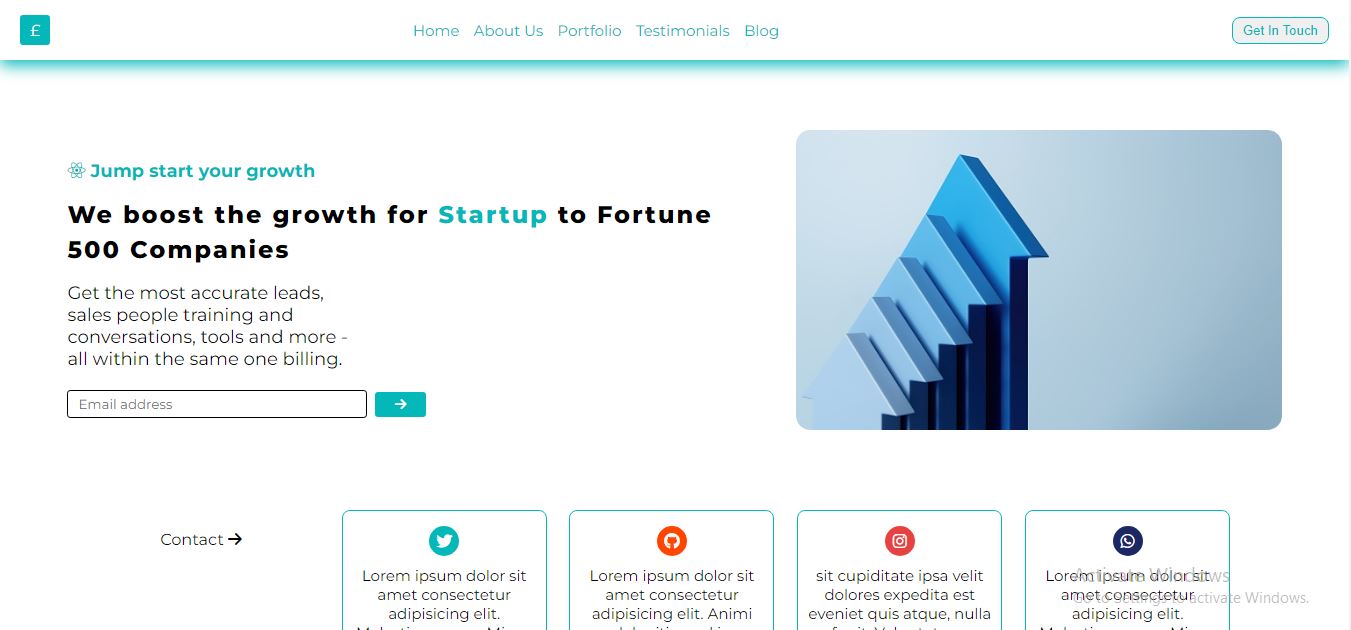 £
Home About Us Portfolio Testimonials Blog
Get In Touch
Jump start your growth
We boost the growth for Startup to Fortune
500 Companies
Get the most accurate leads,
sales people training and
conversations, tools and more -
all within the same one billing.
Email address
Contact
Lorem ipsum dolor sit
amet consectetur
adipisicing elit.
Lorem ipsum dolor sit
amet consectetur
adipisicing elit. Animi
sit cupiditate ipsa velit
dolores expedita est
eveniet quis atque, nulla
Lorem ipsum dolor sit
amet consectetur
adipisicing elit.
Activate Windows
Go to Settings to activate Windows.